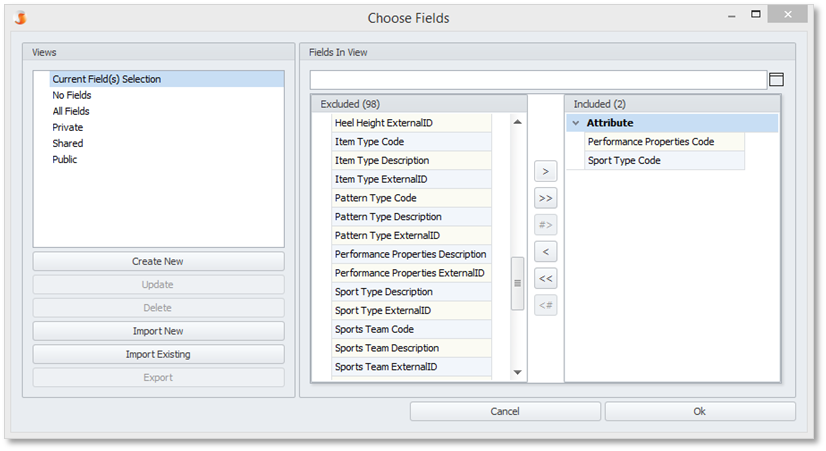 Choose Fields
Views
Current Field(s) Selection
No Fields
All Fields
Private
Shared
Public
Create New
Update
Delete
Import New
Import Existing
Export
Fields In View
Excluded (98)
Heel Height ExternalID
Item Type Code
Item Type Description
Item Type ExternalID
Pattern Type Code
Pattern Type Description
Pattern Type ExternalID
Performance Properties Description
Performance Properties ExternalID
Sport Type Description
Sport Type ExternalID
Sports Team Code
Sports Team Description
Sports Team ExternalID
>
>>
#>
<
<<
<#
Included (2)
Attribute
Performance Properties Code
Sport Type Code
Cancel
Ok